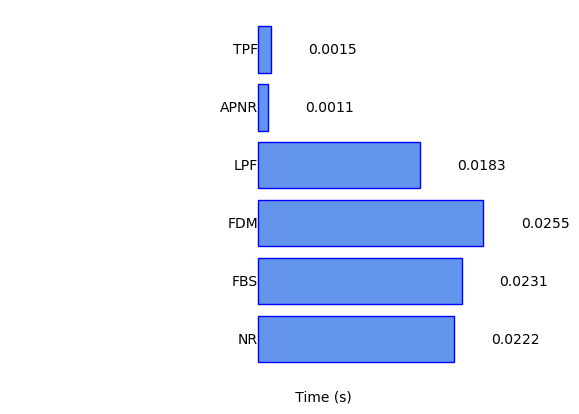 TPF 0.0015
APNR 0.0011
LPF 0.0183
FDM 0.0255
FBS 0.0231
NR 0.0222
Time (s)